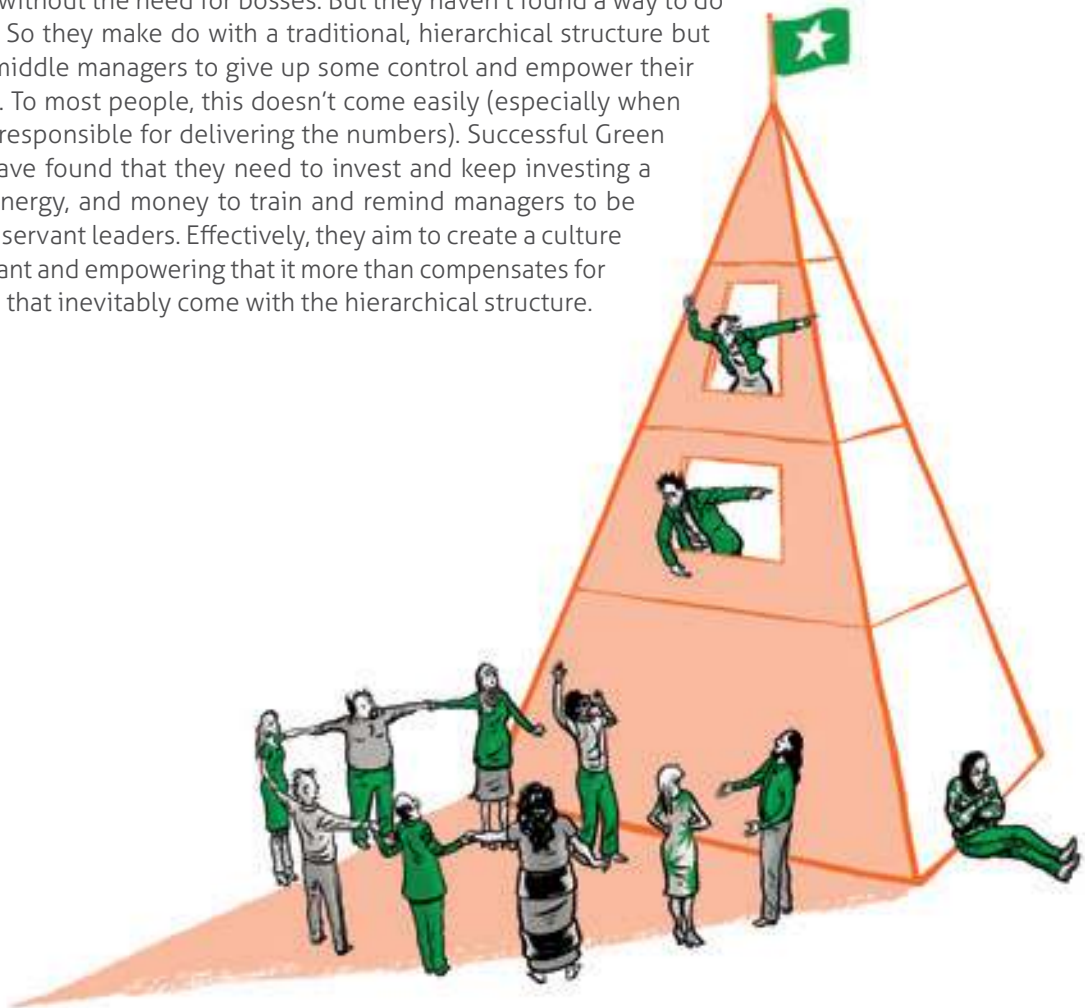 without the need for bosses. But they haven't found a way to do
So they make do with a traditional, hierarchical structure but
middle managers to give up some control and empower their
. To most people, this doesn't come easily (especially when
responsible for delivering the numbers). Successful Green
ave found that they need to invest and keep investing a
nergy, and money to train and remind managers to be
servant leaders. Effectively, they aim to create a culture
ant and empowering that it more than compensates for
that inevitably come with the hierarchical structure.